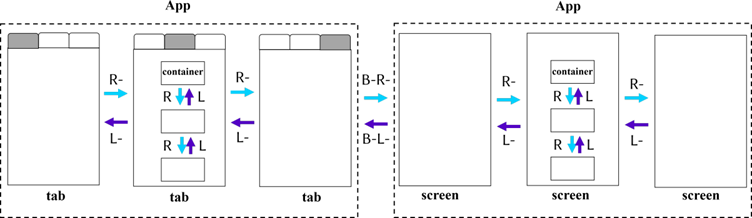 App
App
container
R L
R L
R-
L-
R-
L-
B-R-
B-L-
container
R L
R L
R-
L-
R-
L-
tab
tab
tab
screen
screen
screen